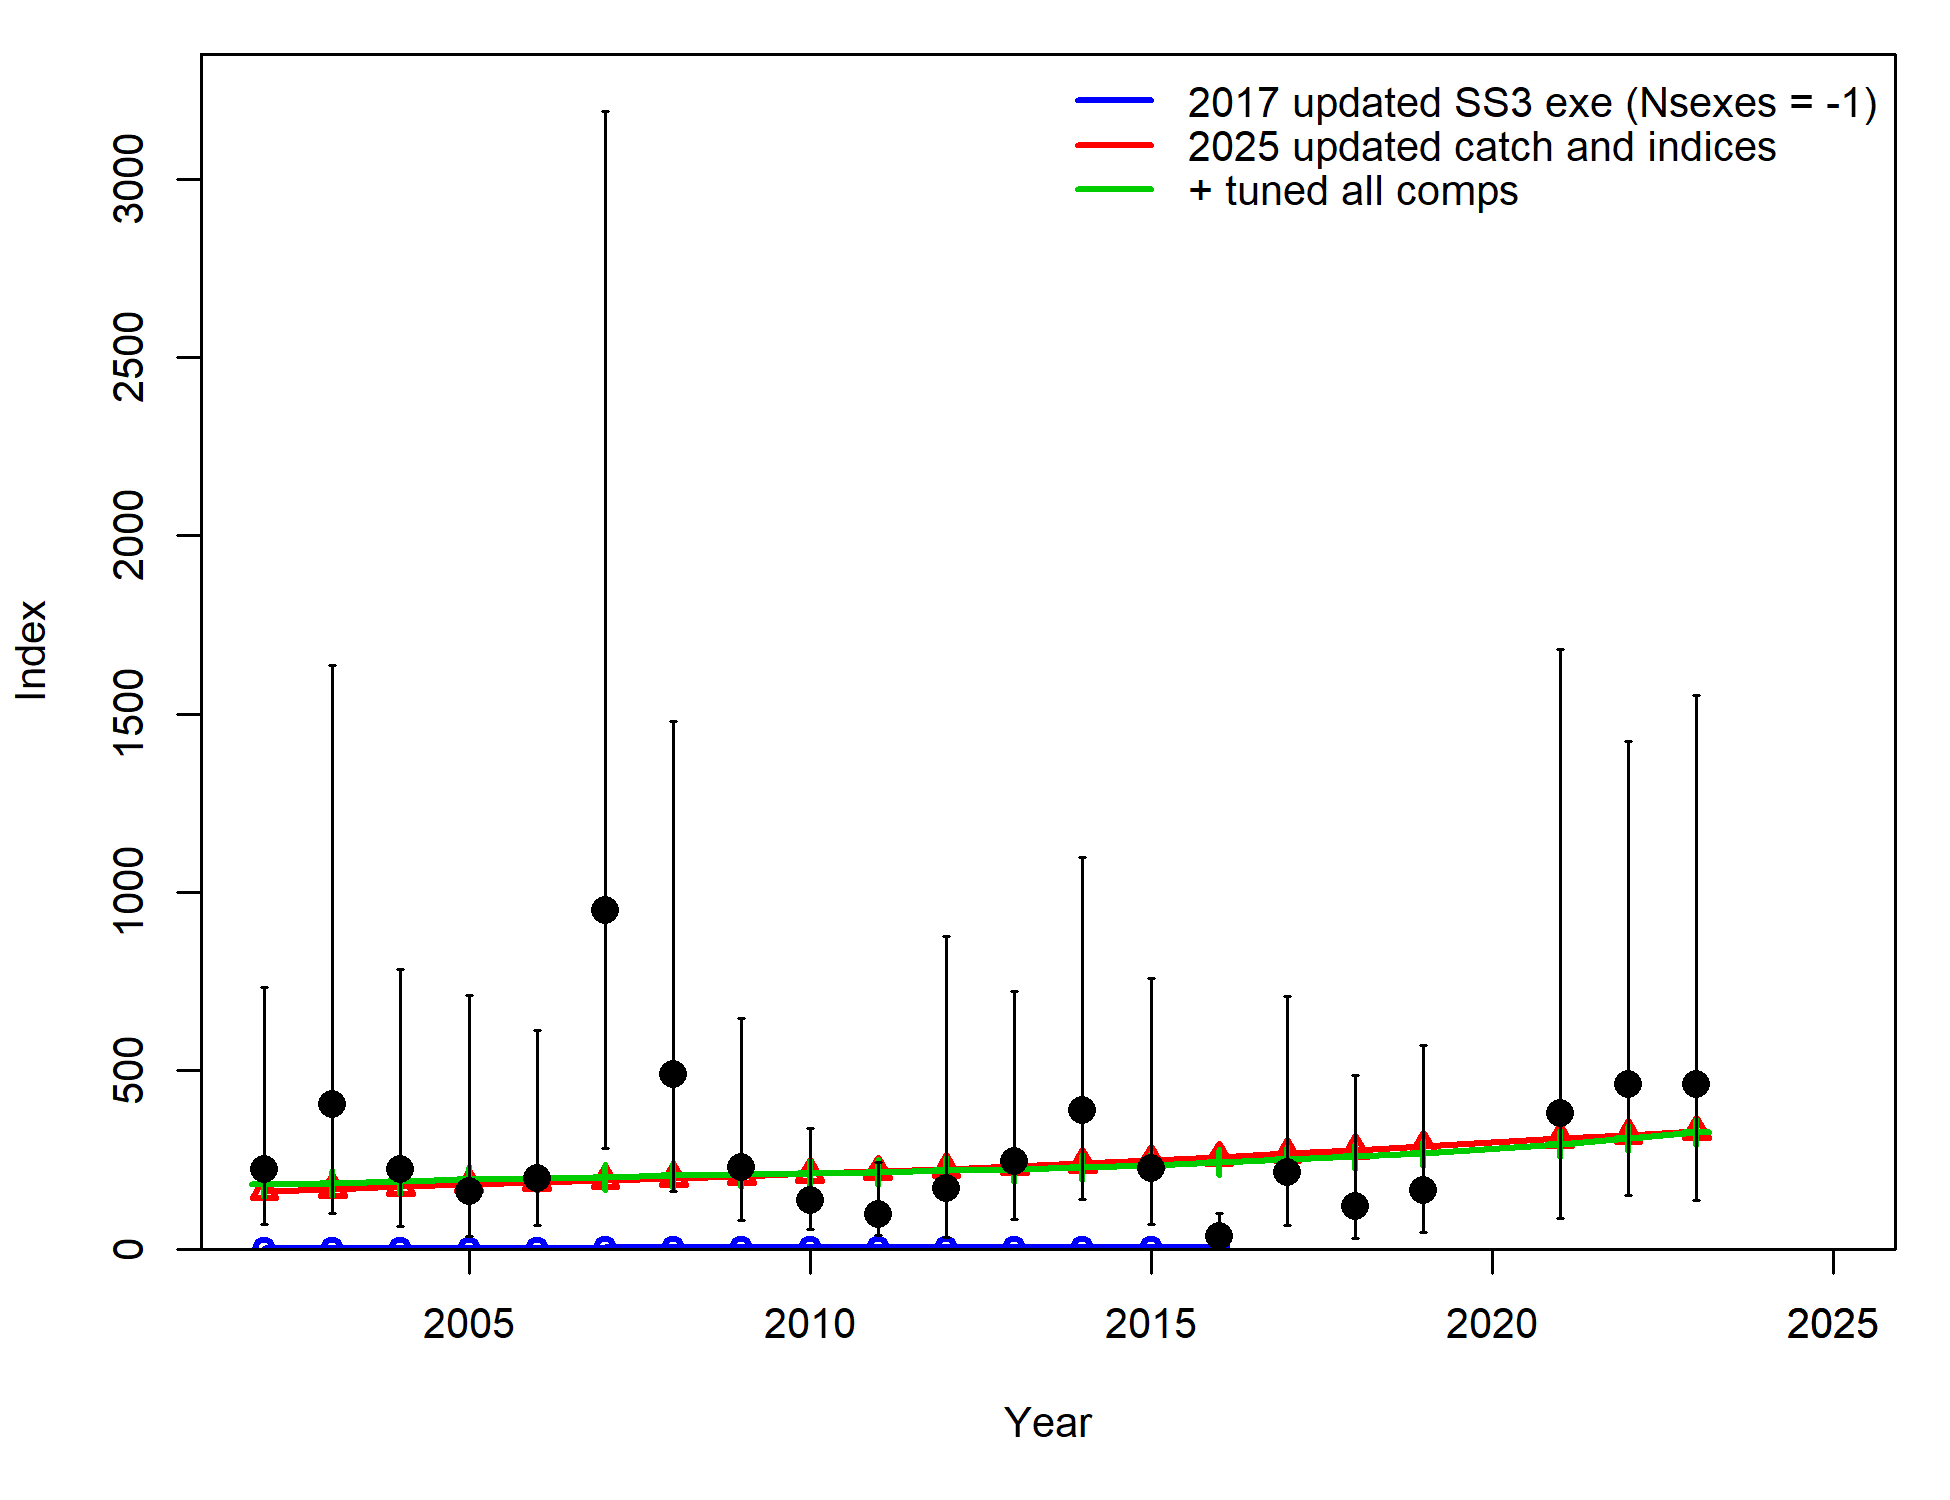 2017 updated SS3 exe (Nsexes = -1)
2025 updated catch and indices
+ tuned all comps
3000
2500
2000
1500
1000
500
0
Index
2005 2010 2015 2020 2025
Year